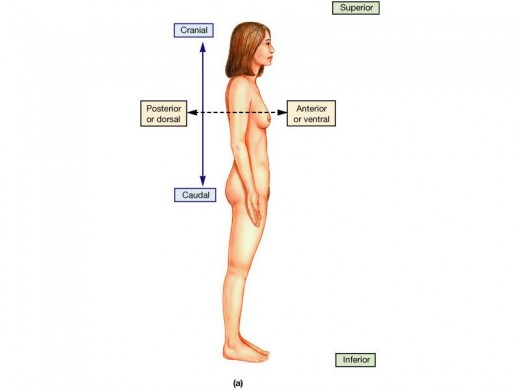 Superior
Cranial
Posterior
or dorsal
Anterior
or ventral
Caudal
Inferior
(a)